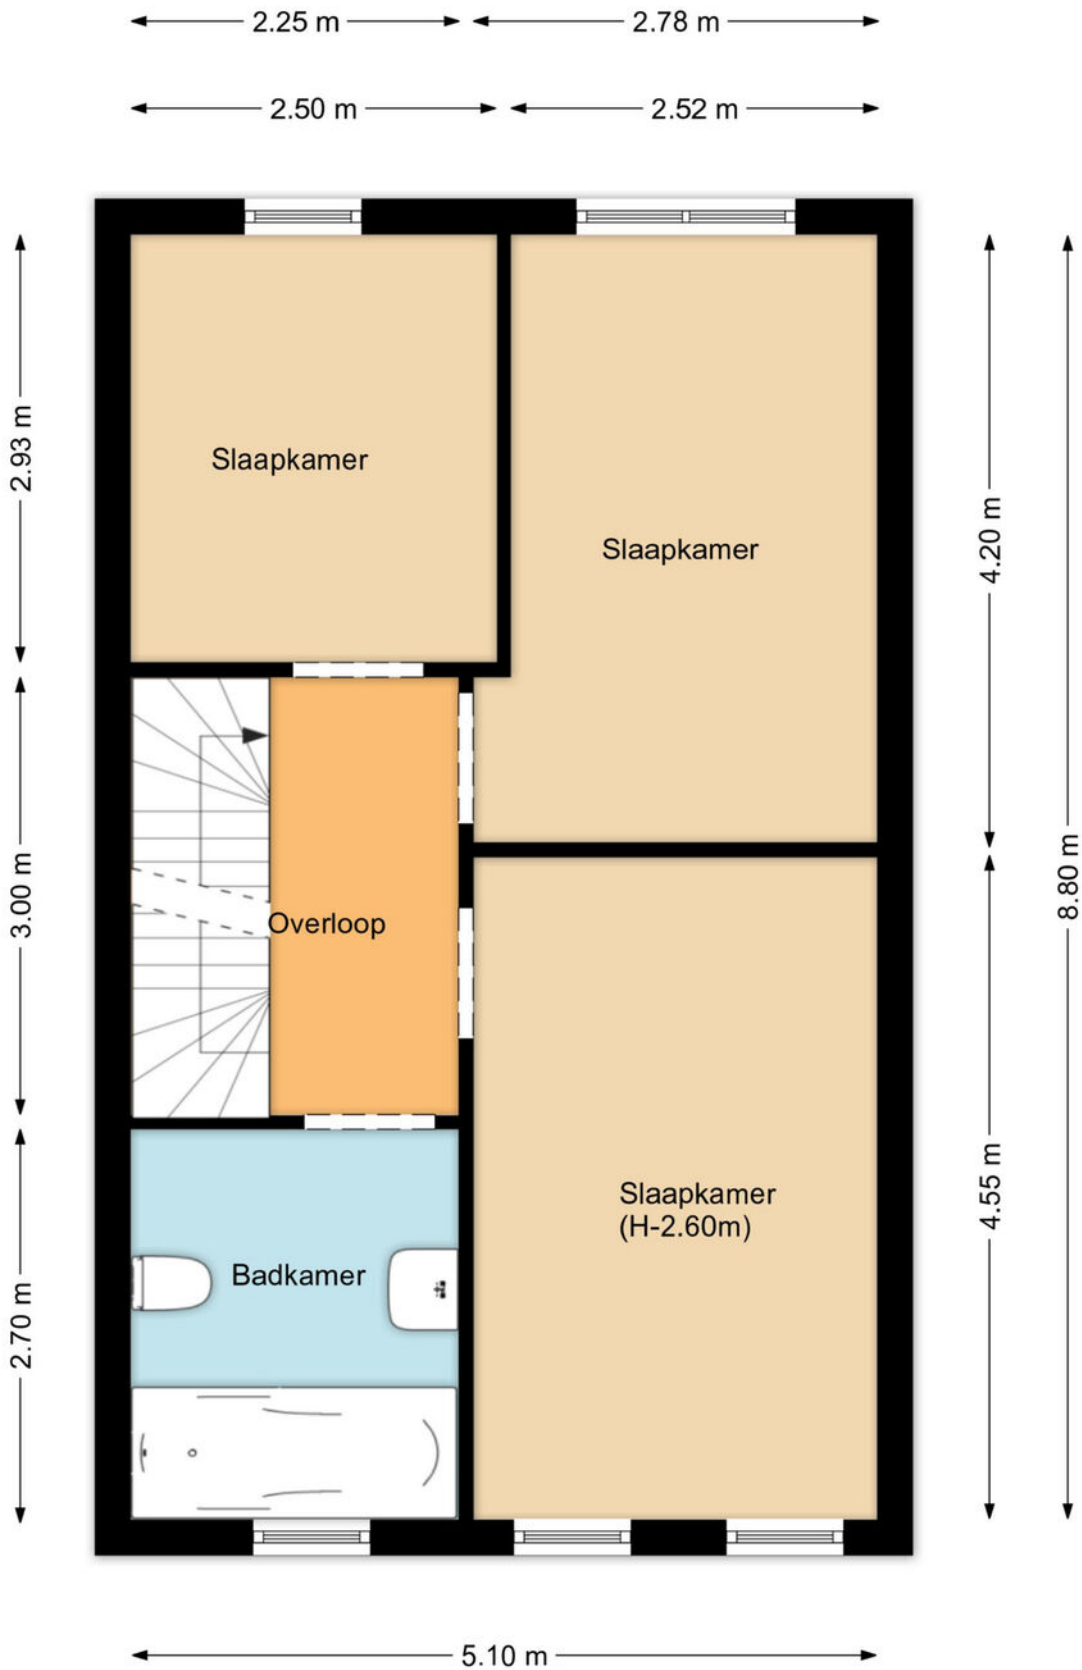 2.25 m
2.78 m
2.50 m
2.52 m
2.93 m
Slaapkamer
Slaapkamer
4.20 m
8.80 m
3.00 m
Overloop
4.55 m
Slaapkamer
(H-2.60m)
Badkamer
2.70 m
5.10 m